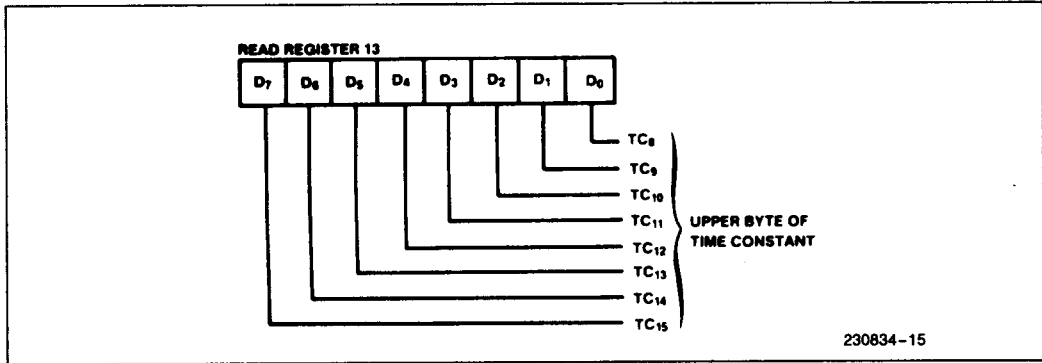 READ REGISTER 13
D₇ D₆ D₅ D₄ D₃ D₂ D₁ D₀
TC₈
TC₉
TC₁₀
TC₁₁
TC₁₂
TC₁₃
TC₁₄
TC₁₅
UPPER BYTE OF
TIME CONSTANT
230834-15